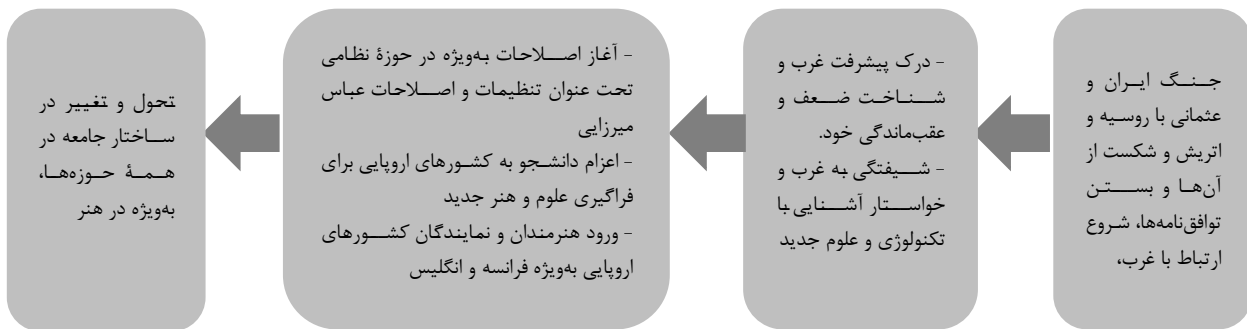 جنگ ایران و
عثمانی با روسیه و
اتریش و شکست از
آن‌ها و بستن
توافق‌نامه‌ها، شروع
ارتباط با غرب،
- درک پیشرفت غرب و
شناخت ضعف و
عقب‌ماندگی خود.
- شیفتگی به غرب و
خواستار آشنایی با
تکنولوژی و علوم جدید
- آغاز اصلاحات به‌ویژه در حوزۀ نظامی
تحت عنوان تنظیمات و اصلاحات عباس
میرزایی
- اعزام دانشجو به کشورهای اروپایی برای
فراگیری علوم و هنر جدید
- ورود هنرمندان و نمایندگان کشورهای
اروپایی به‌ویژه فرانسه و انگلیس
تحول و تغییر در
ساختار جامعه در
همۀ حوزه‌ها،
به‌ویژه در هنر